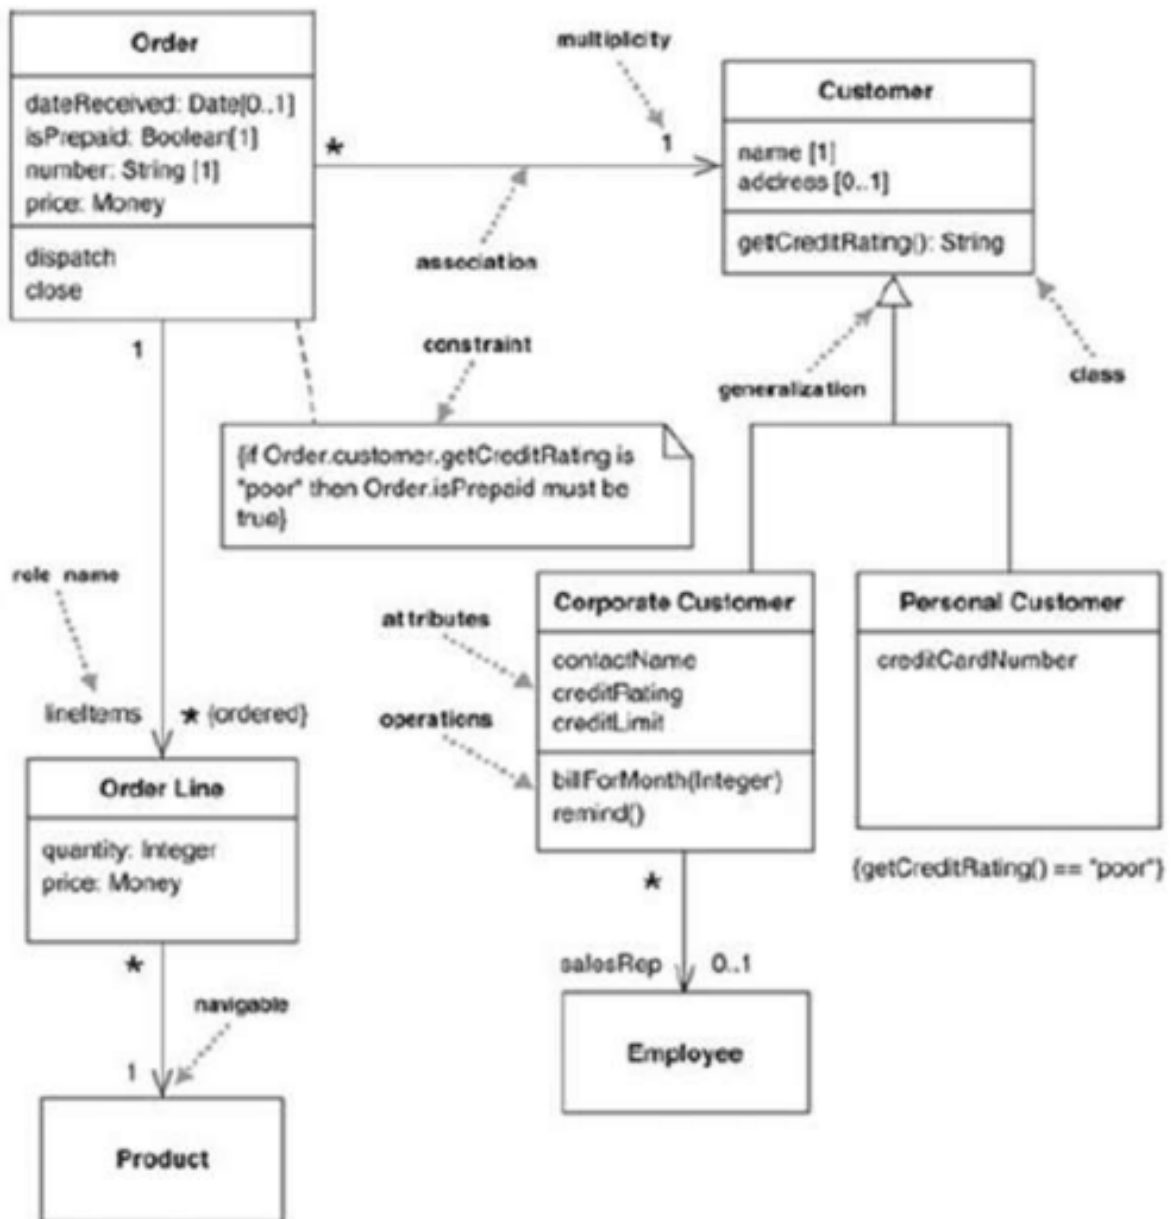 Order
dateReceived: Date[0..1]
isPrepaid: Boolean[1]
number: String [1]
price: Money
dispatch
close
multiplicity
*
1
association
Customer
name [1]
address [0..1]
getCreditRating(): String
1
constraint
generalization
class
{if Order.customer.getCreditRating is
"poor" then Order.isPrepaid must be
true}
role name
lineItems
* {ordered}
attributes
operations
Corporate Customer
contactName
creditRating
creditLimit
billForMonth(Integer)
remind()
Personal Customer
creditCardNumber
{getCreditRating() == "poor"}
Order Line
quantity: Integer
price: Money
*
navigable
1
Product
*
salesRep
0..1
Employee